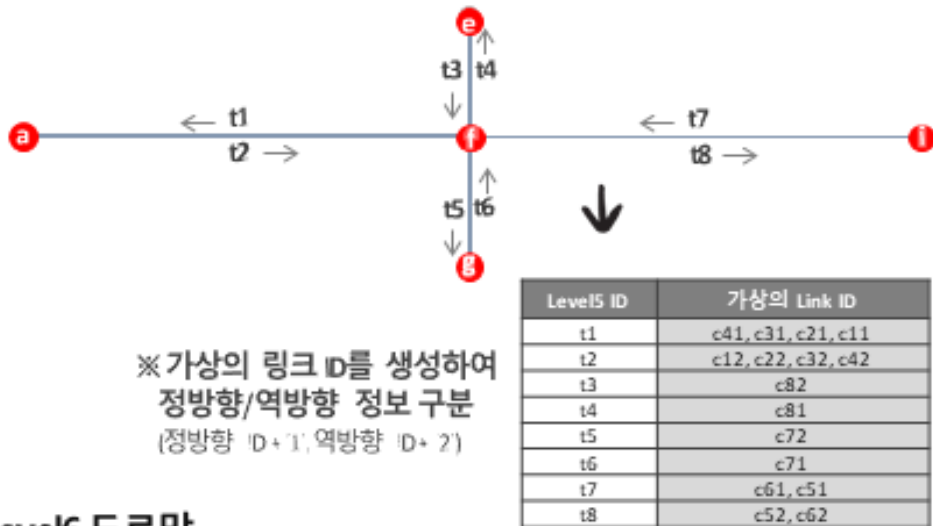 e
t3 t4
← t1
← t7
a
f
i
t2 →
t8 →
t5 t6
g
Level5 ID 가상의 Link ID
t1 c41, c31, c21, c11
t2 c12, c22, c32, c42
t3 c82
t4 c81
t5 c72
t6 c71
t7 c61, c51
t8 c52, c62
※ 가상의 링크 ID를 생성하여
정방향/역방향 정보 구분
(정방향 ID+'1', 역방향 ID+'2')